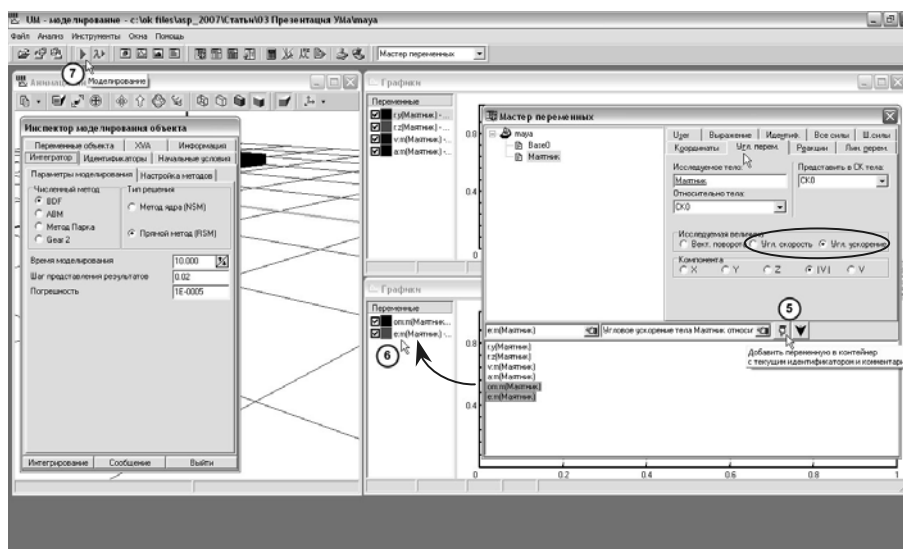 UM - моделирование - c:\ok files\asp_2007\Статьи\03 Презентация УМа\maya
Файл Анализ Инструменты Окна Помощь
Мастер переменных
7
Моделирование
Инспектор моделирования объекта
Переменные объекта XVA Информация
Интегратор Идентификаторы Начальные условия
Параметры моделирования Настройка методов
Численный метод Тип решения
BDF
ABM
Метод Парка
Gear 2
Метод ядра (NSM)
Прямой метод (RSM)
Время моделирования 10.000
Шаг представления результатов 0.02
Погрешность 1E-0005
Интегрирование Сообщение Выйти
Графики
Переменные
r:y(Маятник) - ...
r:z(Маятник) - ...
v:m(Маятник) - ...
a:m(Маятник) - ...
0.8
0.4
0
Графики
Переменные
om:m(Маятник...
e:m(Маятник) -...
6
0.8
0.4
0 0.2 0.4 0.6 0.8 1
Мастер переменных
maya
Base0
Маятник
User Выражение Идентиф. Все силы Ш.силы
Координаты Угл. перем. Реакции Лин. перем.
Исследуемое тело: Представить в СК тела:
Маятник СК0
Относительно тела:
СК0
Исследуемая величина
Вект. поворота Угл. скорость Угл. ускорение
Компонента
X Y Z |V| V
5
e:m(Маятник) Угловое ускорение тела Маятник относит
Добавить переменную в контейнер
с текущим идентификатором и комментари
r:y(Маятник)
r:z(Маятник)
v:m(Маятник)
a:m(Маятник)
om:m(Маятник)
e:m(Маятник)